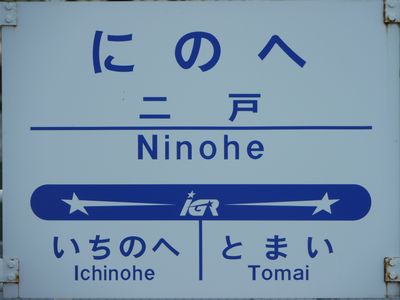 にのへ
二戸
Ninohe
IGR
いちのへ とまい
Ichinohe Tomai